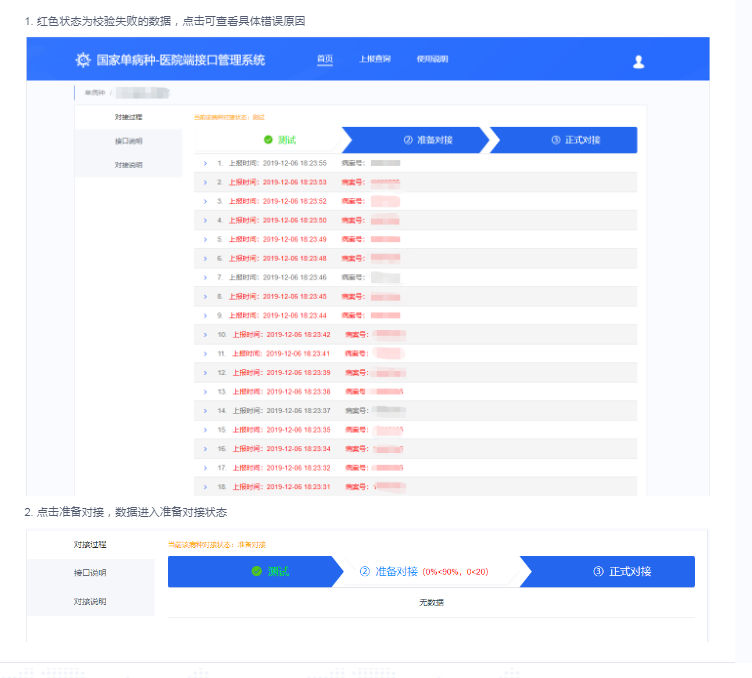 1. 红色状态为校验失败的数据，点击可查看具体错误原因
国家单病种-医院端接口管理系统 首页 上报查询 使用说明
单病种 /
对接过程
接口说明
对接说明
当前该病种对接状态：测试
测试 ② 准备对接 ③ 正式对接
1. 上报时间：2019-12-06 18:23:55 病案号：
2. 上报时间：2019-12-06 18:23:53 病案号：
3. 上报时间：2019-12-06 18:23:52 病案号：
4. 上报时间：2019-12-06 18:23:50 病案号：
5. 上报时间：2019-12-06 18:23:49 病案号：
6. 上报时间：2019-12-06 18:23:48 病案号：
7. 上报时间：2019-12-06 18:23:46 病案号：
8. 上报时间：2019-12-06 18:23:45 病案号：
9. 上报时间：2019-12-06 18:23:44 病案号：
10. 上报时间：2019-12-06 18:23:42 病案号：
11. 上报时间：2019-12-06 18:23:41 病案号：
12. 上报时间：2019-12-06 18:23:39 病案号：
13. 上报时间：2019-12-06 18:23:38 病案号：
14. 上报时间：2019-12-06 18:23:37 病案号：
15. 上报时间：2019-12-06 18:23:35 病案号：
16. 上报时间：2019-12-06 18:23:34 病案号：
17. 上报时间：2019-12-06 18:23:32 病案号：
18. 上报时间：2019-12-06 18:23:31 病案号：
2. 点击准备对接，数据进入准备对接状态
对接过程
接口说明
对接说明
当前该病种对接状态：准备对接
测试 ② 准备对接 (0%<90%，0<20) ③ 正式对接
无数据